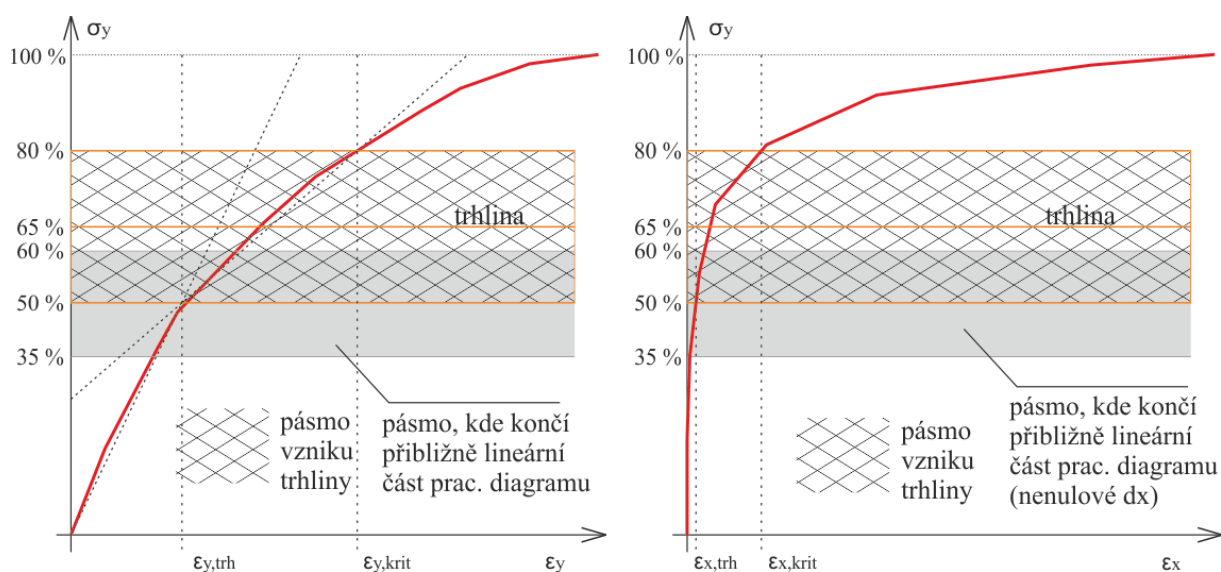 σy
100 %
80 %
trhlina
65 %
60 %
50 %
35 %
pásmo
vzniku
trhliny
pásmo, kde končí
přibližně lineární
část prac. diagramu
εy,trh
εy,krit
εy
σy
100 %
80 %
trhlina
65 %
60 %
50 %
35 %
pásmo
vzniku
trhliny
pásmo, kde končí
přibližně lineární
část prac. diagramu
(nenulové dx)
εx,trh
εx,krit
εx